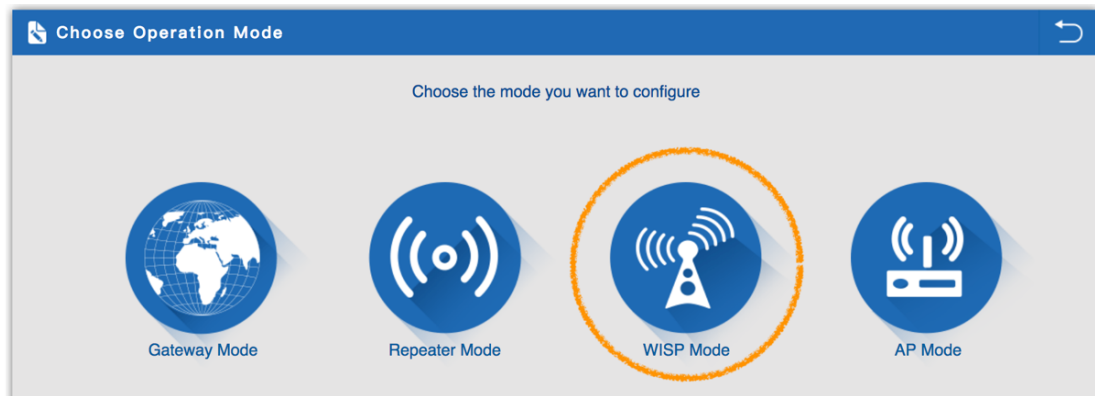 Choose Operation Mode
Choose the mode you want to configure
Gateway Mode
Repeater Mode
WISP Mode
AP Mode